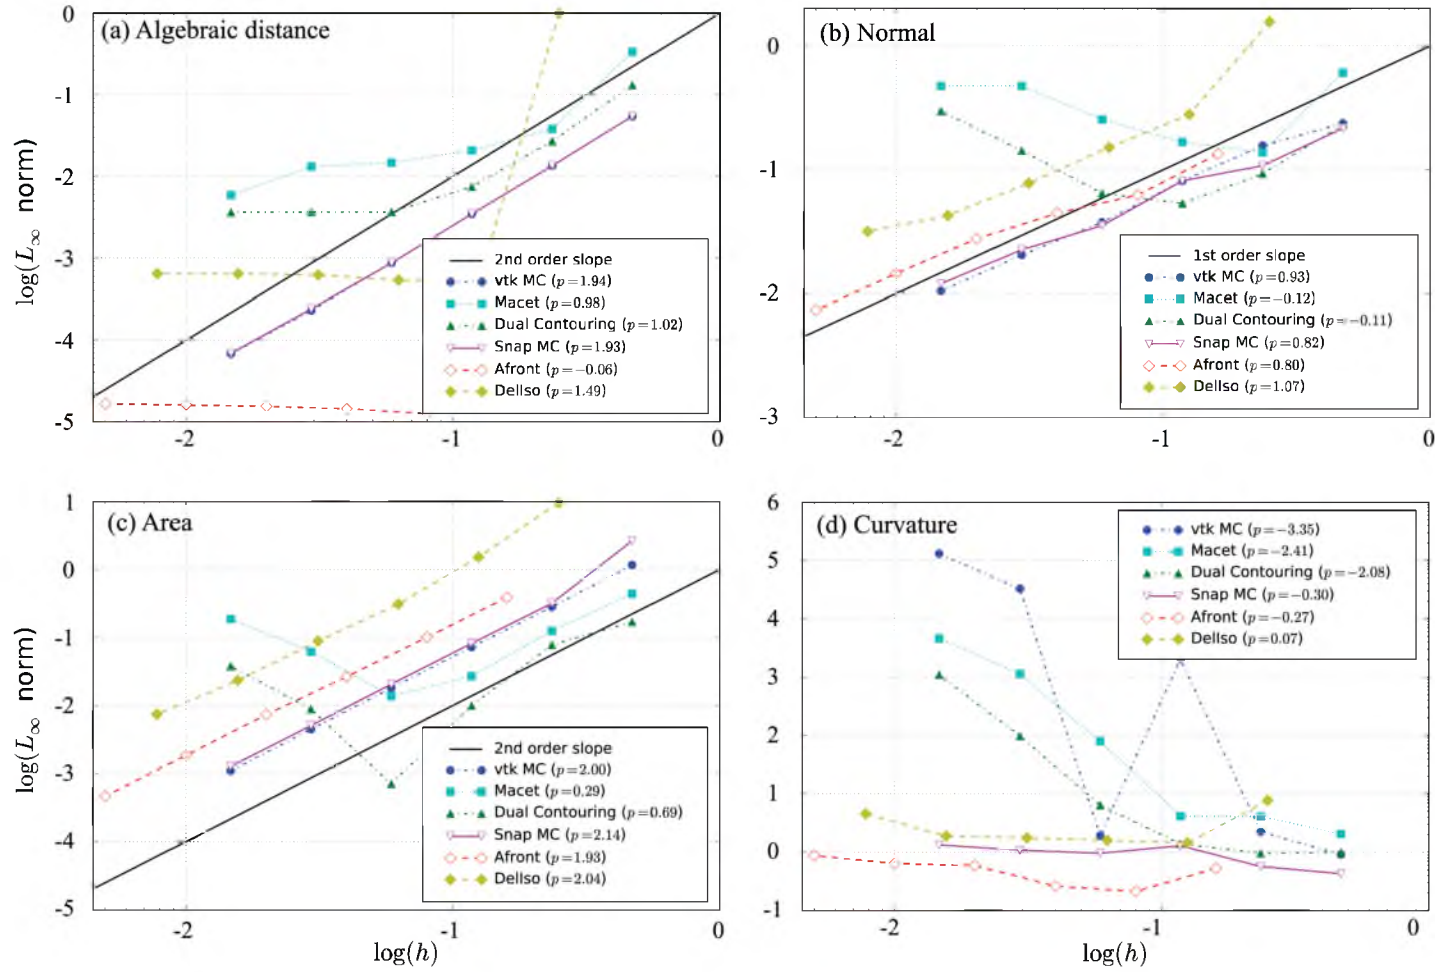 (a) Algebraic distance
0
-1
-2
-3
-4
-5
-2
-1
0
log(L∞ norm)
2nd order slope
vtk MC (p=1.94)
Macet (p=0.98)
Dual Contouring (p=1.02)
Snap MC (p=1.93)
Afront (p=−0.06)
DelIso (p=1.49)
(b) Normal
0
-1
-2
-3
-2
-1
0
1st order slope
vtk MC (p=0.93)
Macet (p=−0.12)
Dual Contouring (p=−0.11)
Snap MC (p=0.82)
Afront (p=0.80)
DelIso (p=1.07)
(c) Area
1
0
-1
-2
-3
-4
-5
-2
-1
0
log(L∞ norm)
log(h)
2nd order slope
vtk MC (p=2.00)
Macet (p=0.29)
Dual Contouring (p=0.69)
Snap MC (p=2.14)
Afront (p=1.93)
DelIso (p=2.04)
(d) Curvature
6
5
4
3
2
1
0
-1
-2
-1
0
log(h)
vtk MC (p=−3.35)
Macet (p=−2.41)
Dual Contouring (p=−2.08)
Snap MC (p=−0.30)
Afront (p=−0.27)
DelIso (p=0.07)